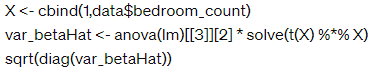 X <- cbind(1,data$bedroom_count)
var_betaHat <- anova(lm)[[3]][2] * solve(t(X) %*% X)
sqrt(diag(var_betaHat))